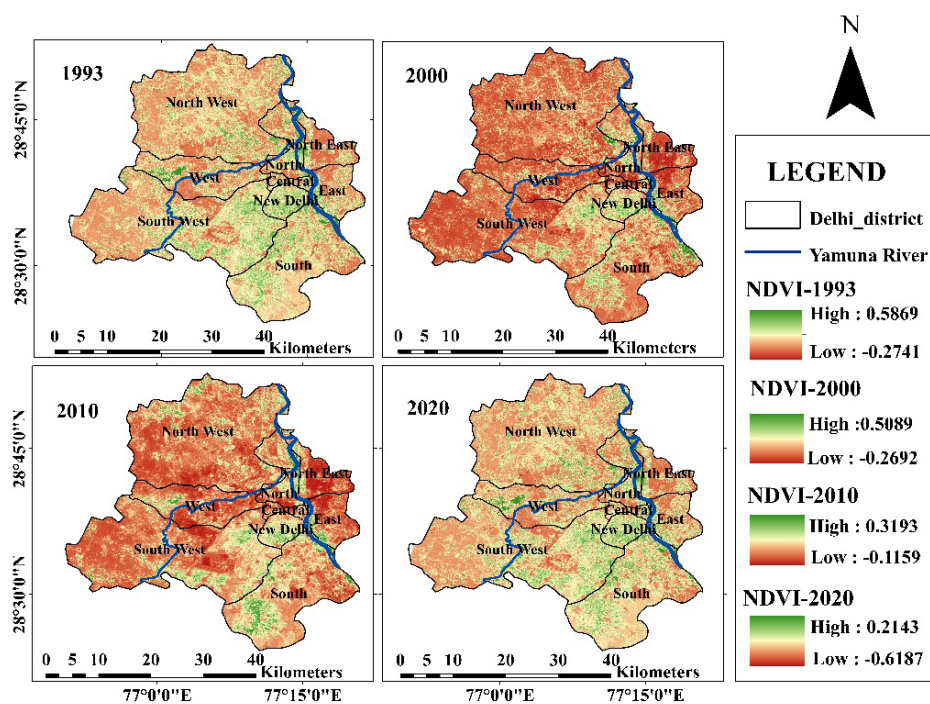 1993
North West
North East
West
North
Central
East
New Delhi
South West
South
0 5 10 20 30 40
Kilometers
28°45'0"N
28°30'0"N
2000
North West
North East
West
North
Central
East
New Delhi
South West
South
0 5 10 20 30 40
Kilometers
2010
North West
North East
West
North
Central
East
New Delhi
South West
South
0 5 10 20 30 40
Kilometers
28°45'0"N
28°30'0"N
77°0'0"E
77°15'0"E
2020
North West
North East
West
North
Central
East
New Delhi
South West
South
0 5 10 20 30 40
Kilometers
77°0'0"E
77°15'0"E
N
LEGEND
Delhi_district
Yamuna River
NDVI-1993
High : 0.5869
Low : -0.2741
NDVI-2000
High :0.5089
Low : -0.2692
NDVI-2010
High : 0.3193
Low : -0.1159
NDVI-2020
High : 0.2143
Low : -0.6187